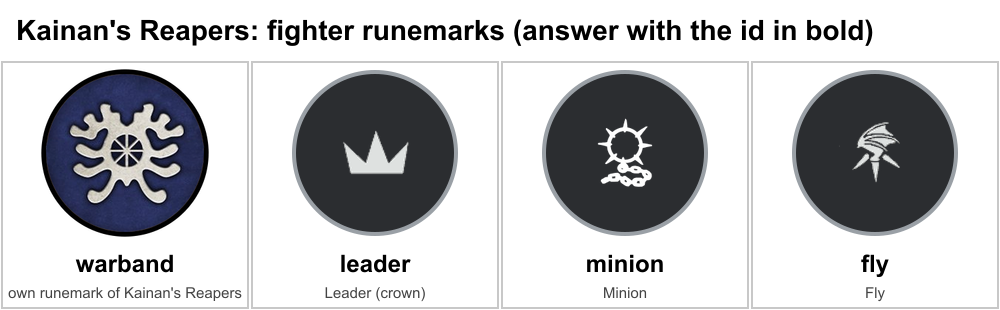 Kainan's Reapers: fighter runemarks (answer with the id in bold)
warband
own runemark of Kainan's Reapers
leader
Leader (crown)
minion
Minion
fly
Fly